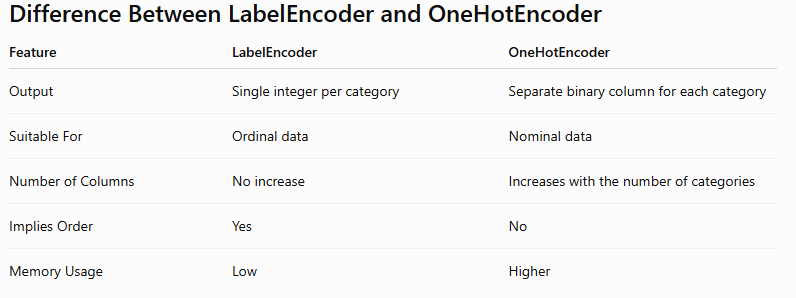 Difference Between LabelEncoder and OneHotEncoder
Feature LabelEncoder OneHotEncoder
Output Single integer per category Separate binary column for each category
Suitable For Ordinal data Nominal data
Number of Columns No increase Increases with the number of categories
Implies Order Yes No
Memory Usage Low Higher